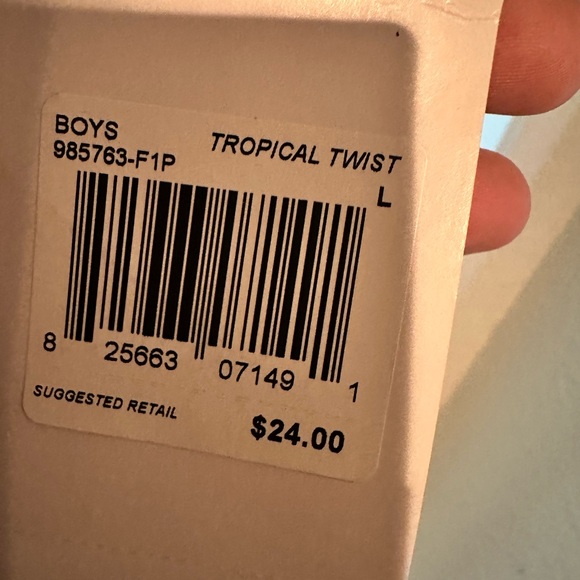 BOYS
985763-F1P
TROPICAL TWIST
L
8 25663 07149 1
SUGGESTED RETAIL
$24.00